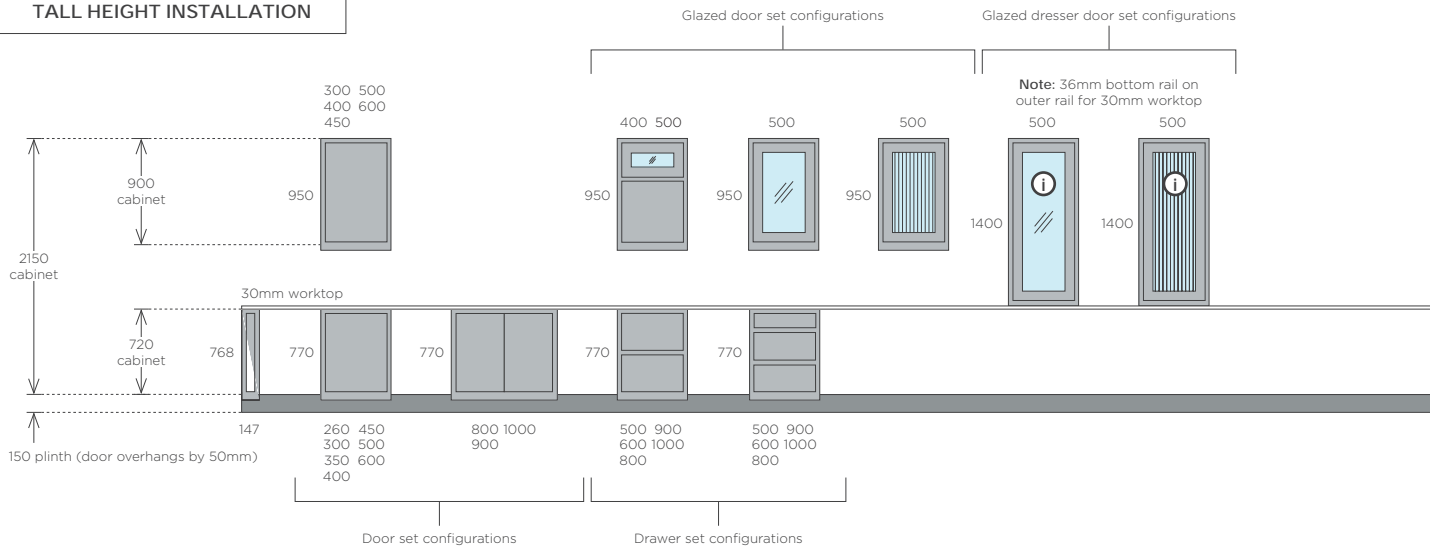 TALL HEIGHT INSTALLATION
Glazed door set configurations
Glazed dresser door set configurations
Note: 36mm bottom rail on
outer rail for 30mm worktop
300 500
400 600
450
400 500
500
500
500
500
900
cabinet
950
950
950
950
1400
1400
2150
cabinet
30mm worktop
720
cabinet
768
770
770
770
770
147
260 450
300 500
350 600
400
800 1000
900
500 900
600 1000
800
500 900
600 1000
800
150 plinth (door overhangs by 50mm)
Door set configurations
Drawer set configurations
i
i